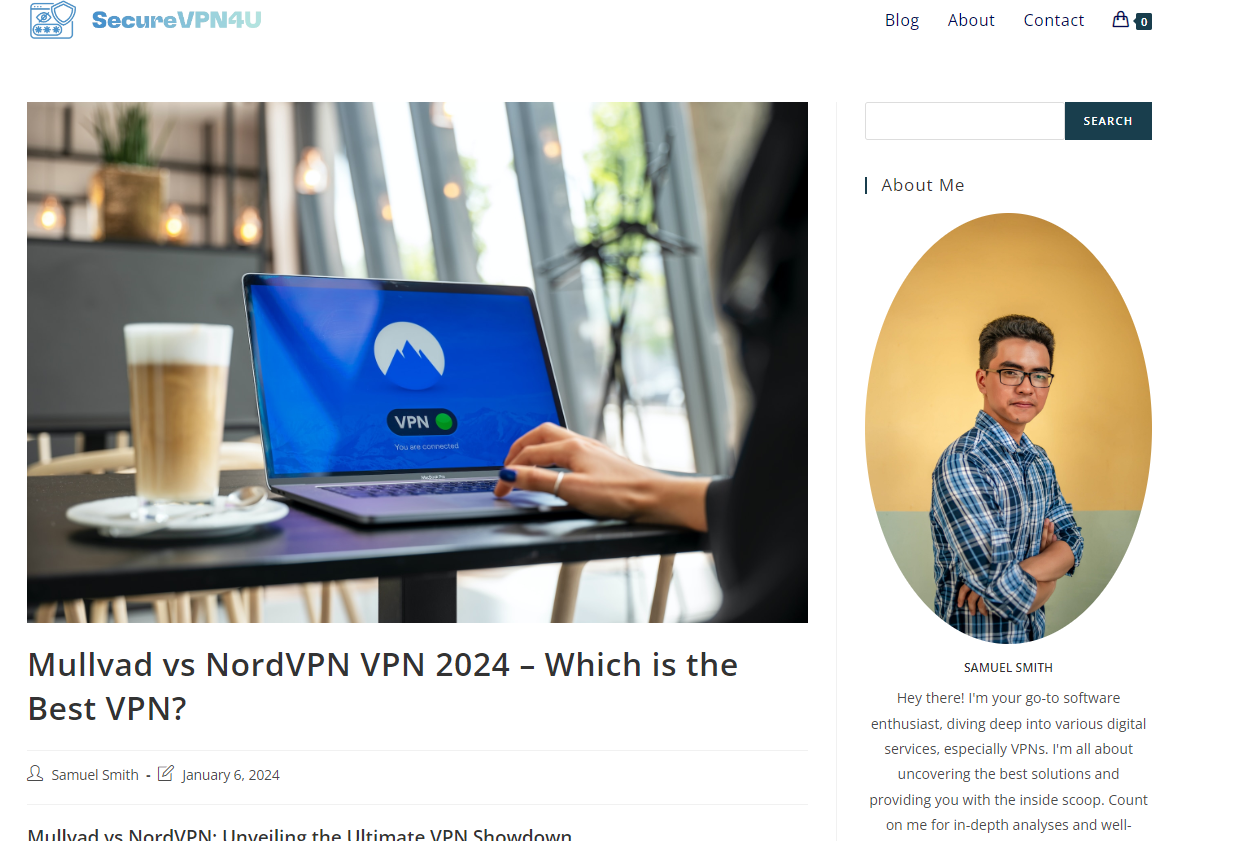 SecureVPN4U
Blog About Contact 0
SEARCH
About Me
VPN
You are connected
Mullvad vs NordVPN VPN 2024 – Which is the
Best VPN?
Samuel Smith - January 6, 2024
Mullvad vs NordVPN: Unveiling the Ultimate VPN Showdown
SAMUEL SMITH
Hey there! I'm your go-to software
enthusiast, diving deep into various digital
services, especially VPNs. I'm all about
uncovering the best solutions and
providing you with the inside scoop. Count
on me for in-depth analyses and well-